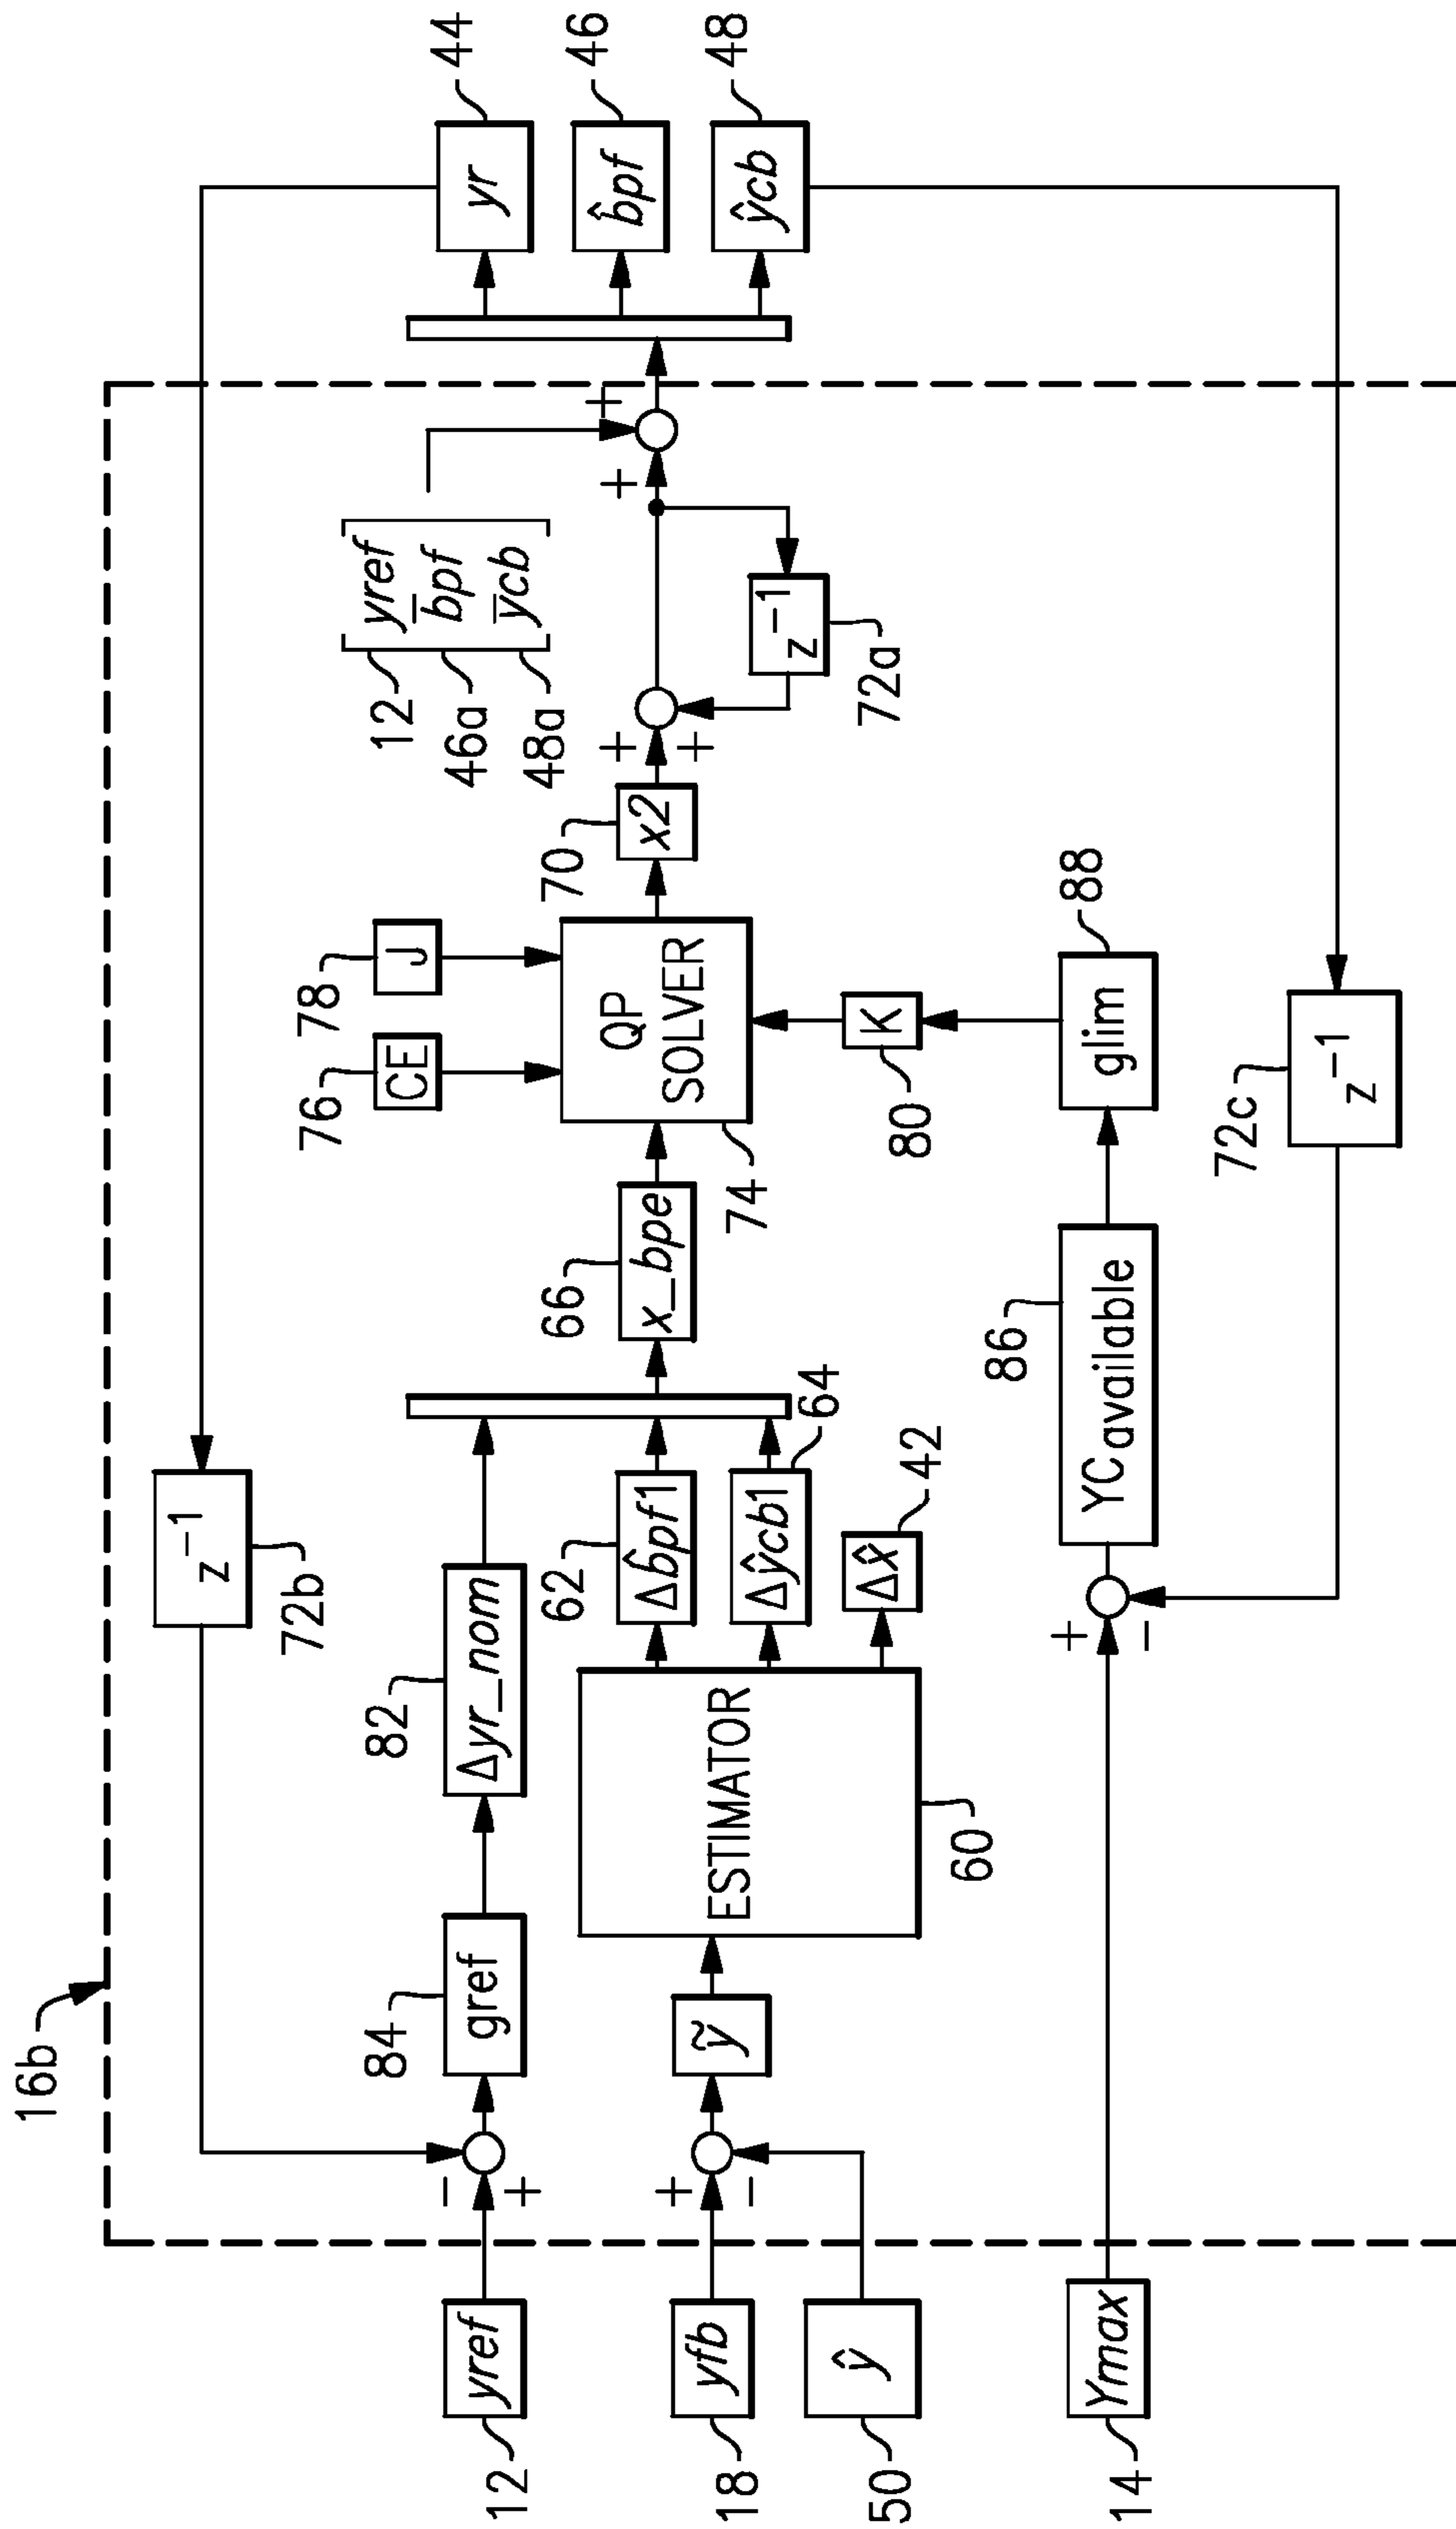 16b
z⁻¹
72b
12
yref
−
+
84
gref
82
Δyr_nom
18
yfb
+
−
ỹ
50
ŷ
ESTIMATOR
60
62
Δb̂pf1
Δŷcb1
64
Δx̂
42
66
x_bpe
76
CE
78
J
QP
SOLVER
74
70
x2
+
+
z⁻¹
72a
yref
b̄pf
ȳcb
12
46a
48a
+
+
yr
44
b̂pf
46
ŷcb
48
14
Ymax
+
−
86
YCavailable
glim
88
K
80
72c
z⁻¹